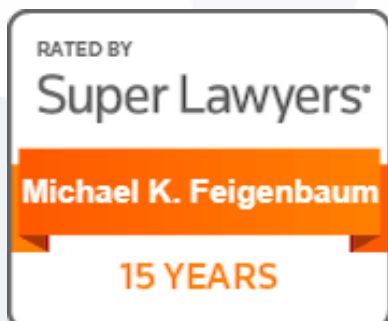 RATED BY
Super Lawyers®
Michael K. Feigenbaum
15 YEARS